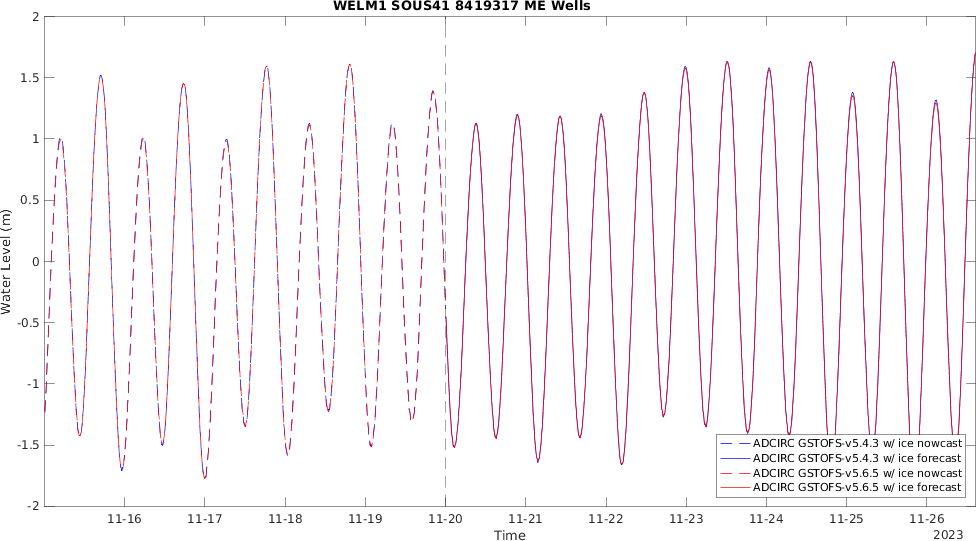 WELM1 SOUS41 8419317 ME Wells
2
1.5
1
0.5
0
-0.5
-1
-1.5
-2
Water Level (m)
11-16 11-17 11-18 11-19 11-20 11-21 11-22 11-23 11-24 11-25 11-26
Time
2023
ADCIRC GSTOFS-v5.4.3 w/ ice nowcast
ADCIRC GSTOFS-v5.4.3 w/ ice forecast
ADCIRC GSTOFS-v5.6.5 w/ ice nowcast
ADCIRC GSTOFS-v5.6.5 w/ ice forecast